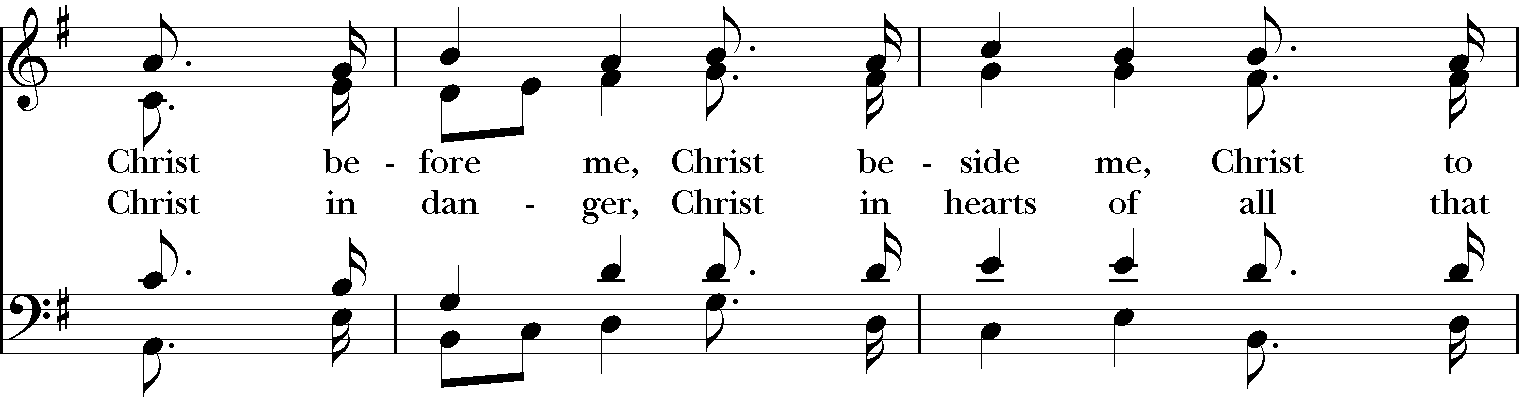 Christ be - fore me, Christ be - side me, Christ to
Christ in dan - ger, Christ in hearts of all that